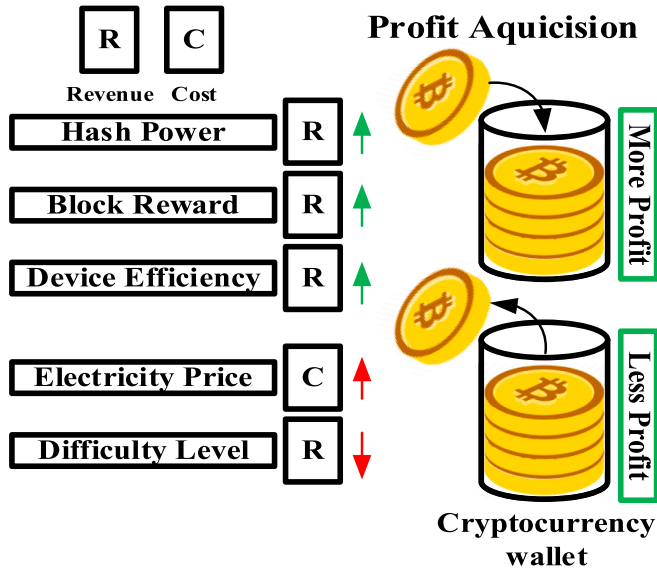 R C
Revenue Cost
Profit Aquicision
Hash Power R
Block Reward R
Device Efficiency R
More Profit
Electricity Price C
Difficulty Level R
Less Profit
Cryptocurrency
wallet